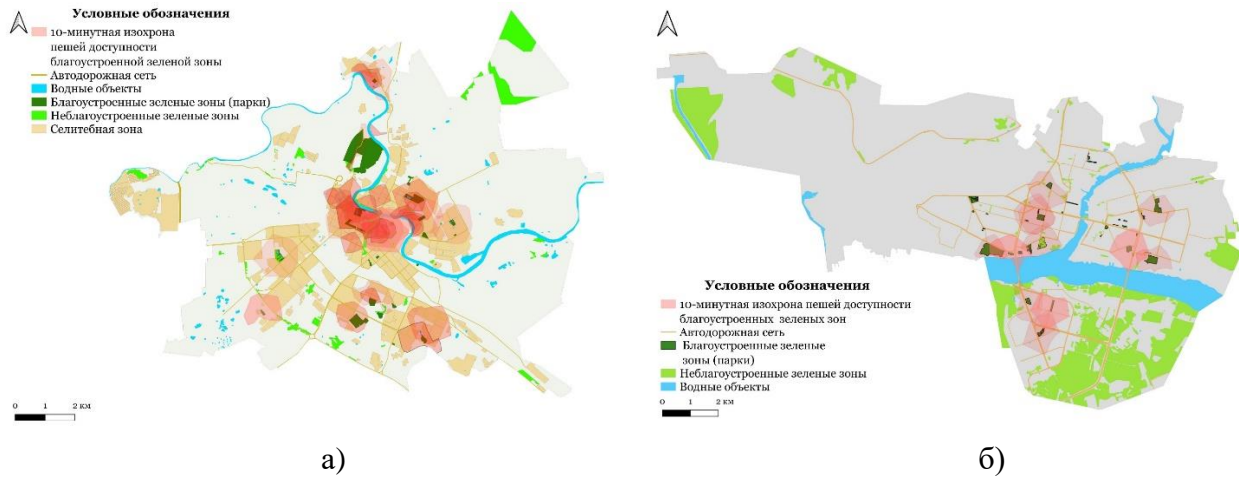 Условные обозначения
10-минутная изохрона
пешей доступности
благоустроенной зеленой зоны
Автодорожная сеть
Водные объекты
Благоустроенные зеленые зоны (парки)
Неблагоустроенные зеленые зоны
Селитебная зона
0 1 2 км
а)
Условные обозначения
10-минутная изохрона пешей доступности
благоустроенных зеленых зон
Автодорожная сеть
Благоустроенные зеленые
зоны (парки)
Неблагоустроенные зеленые зоны
Водные объекты
0 1 2 км
б)